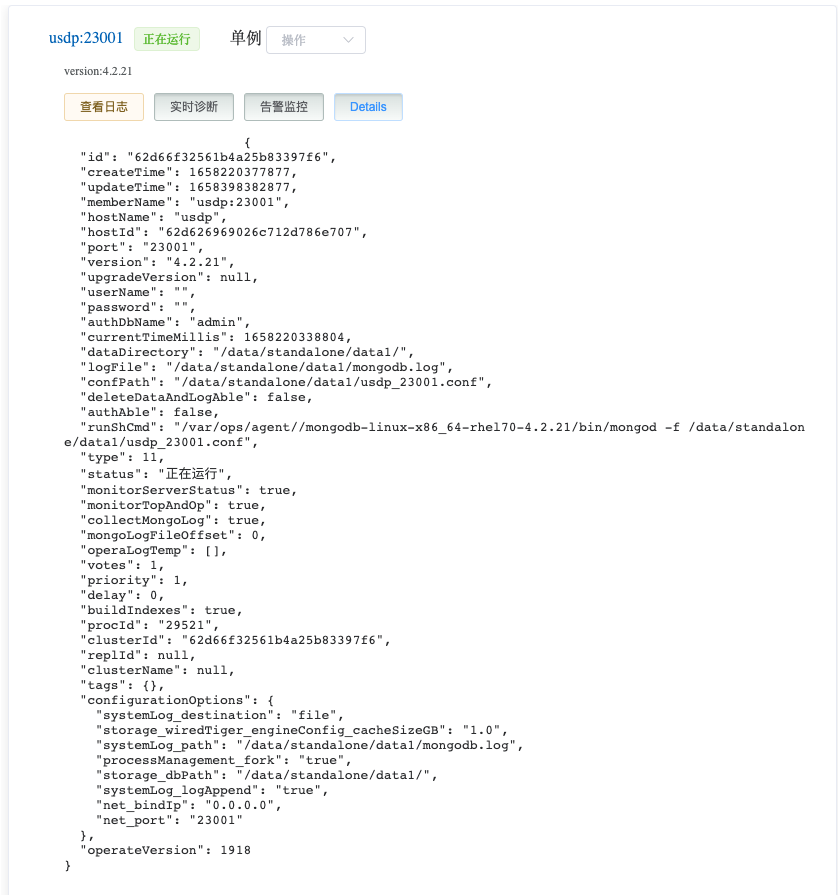 usdp:23001 正在运行 单例 操作
version:4.2.21
查看日志 实时诊断 告警监控 Details
{
"id": "62d66f32561b4a25b83397f6",
"createTime": 1658220377877,
"updateTime": 1658398382877,
"memberName": "usdp:23001",
"hostName": "usdp",
"hostId": "62d626969026c712d786e707",
"port": "23001",
"version": "4.2.21",
"upgradeVersion": null,
"userName": "",
"password": "",
"authDbName": "admin",
"currentTimeMillis": 1658220338804,
"dataDirectory": "/data/standalone/data1/",
"logFile": "/data/standalone/data1/mongodb.log",
"confPath": "/data/standalone/data1/usdp_23001.conf",
"deleteDataAndLogAble": false,
"authAble": false,
"runShCmd": "/var/ops/agent//mongodb-linux-x86_64-rhel70-4.2.21/bin/mongod -f /data/standalon
e/data1/usdp_23001.conf",
"type": 11,
"status": "正在运行",
"monitorServerStatus": true,
"monitorTopAndOp": true,
"collectMongoLog": true,
"mongoLogFileOffset": 0,
"operaLogTemp": [],
"votes": 1,
"priority": 1,
"delay": 0,
"buildIndexes": true,
"procId": "29521",
"clusterId": "62d66f32561b4a25b83397f6",
"replId": null,
"clusterName": null,
"tags": {},
"configurationOptions": {
"systemLog_destination": "file",
"storage_wiredTiger_engineConfig_cacheSizeGB": "1.0",
"systemLog_path": "/data/standalone/data1/mongodb.log",
"processManagement_fork": "true",
"storage_dbPath": "/data/standalone/data1/",
"systemLog_logAppend": "true",
"net_bindIp": "0.0.0.0",
"net_port": "23001"
},
"operateVersion": 1918
}